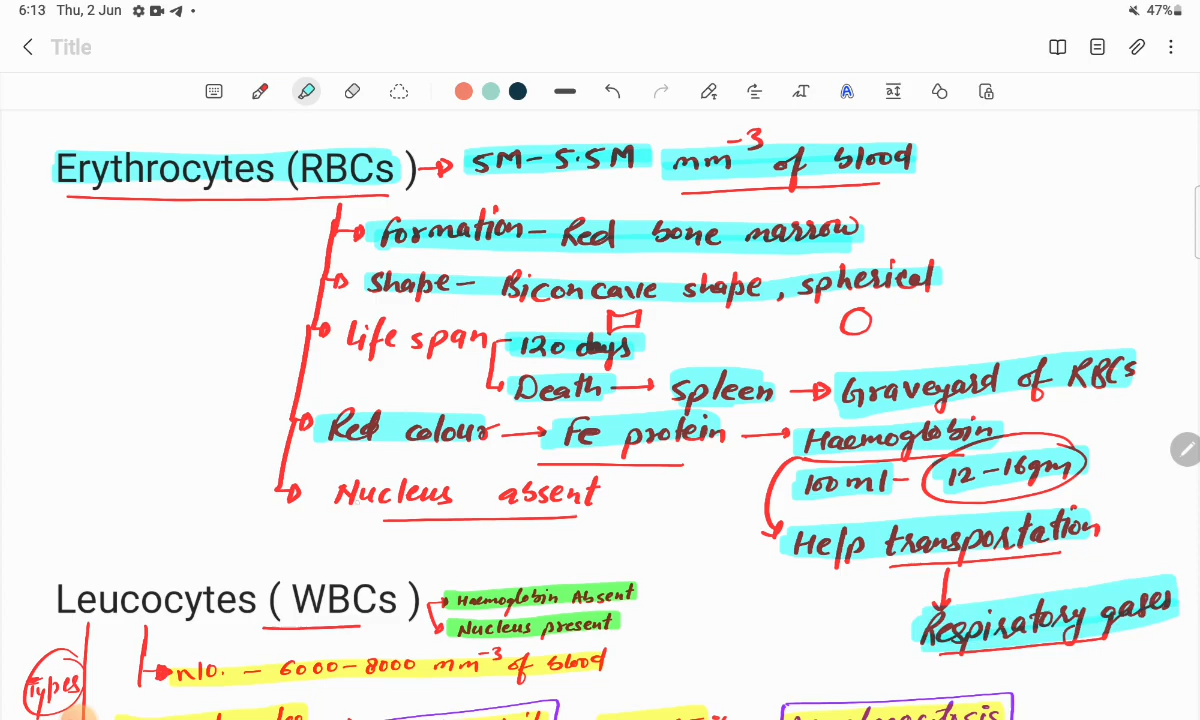 6:13 Thu, 2 Jun 47%
Title
Erythrocytes (RBCs ) 5M - 5.5M mm⁻³ of blood
formation - Red bone marrow
shape - Biconcave shape, spherical
life span 120 days
Death spleen Graveyard of RBCs
Red colour Fe protein Haemoglobin
100 ml - 12 - 16 gm
Nucleus absent
Help transportation
Leucocytes ( WBCs ) Haemoglobin Absent
Nucleus present
Respiratory gases
n/o. - 6000 - 8000 mm⁻³ of blood
Types